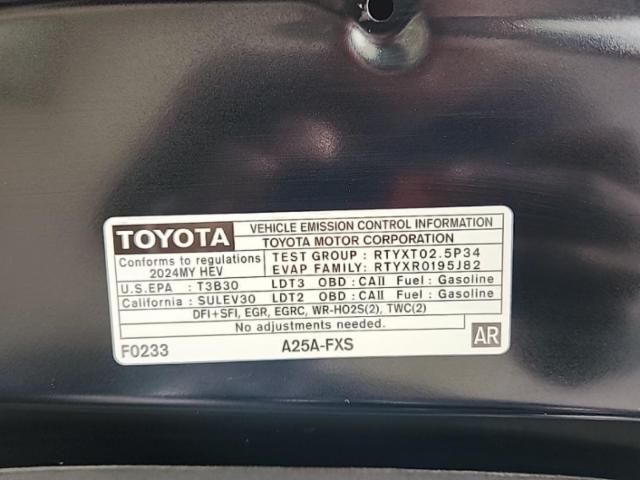 TOYOTA
VEHICLE EMISSION CONTROL INFORMATION
TOYOTA MOTOR CORPORATION
Conforms to regulations
2024MY HEV
TEST GROUP : RTYXT02.5P34
EVAP FAMILY: RTYXR0195J82
U.S.EPA : T3B30 LDT3 OBD : CAII Fuel : Gasoline
California : SULEV30 LDT2 OBD : CAII Fuel : Gasoline
DFI+SFI, EGR, EGRC, WR-HO2S(2), TWC(2)
No adjustments needed.
F0233 A25A-FXS AR